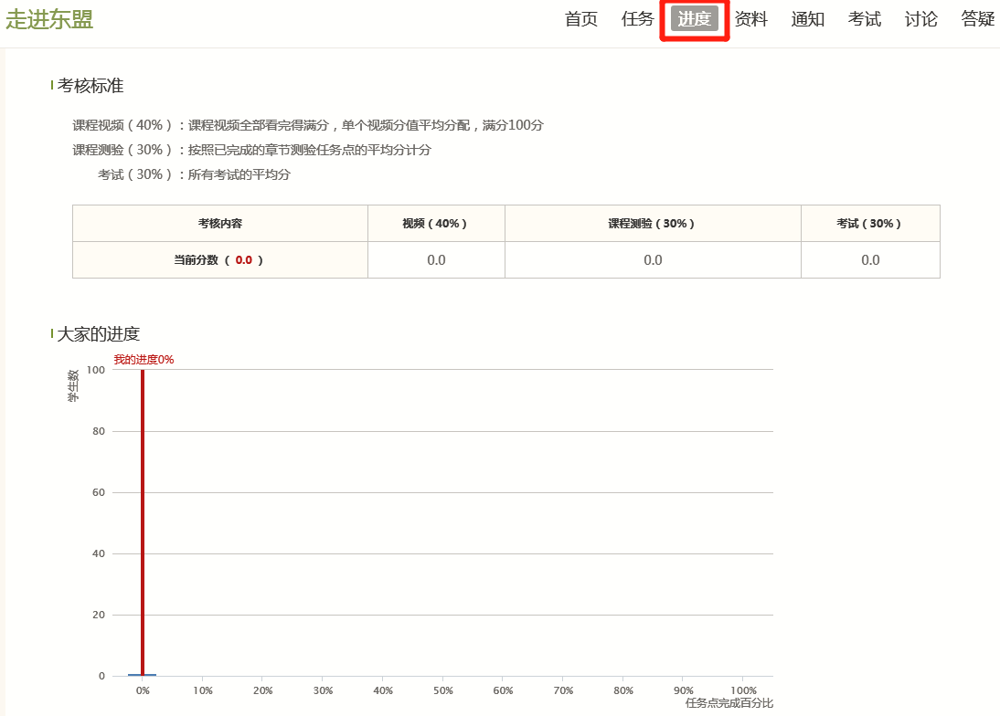 走进东盟
首页 任务 进度 资料 通知 考试 讨论 答疑
考核标准
课程视频（40%）：课程视频全部看完得满分，单个视频分值平均分配，满分100分
课程测验（30%）：按照已完成的章节测验任务点的平均分计分
考试（30%）：所有考试的平均分
考核内容 视频（40%） 课程测验（30%） 考试（30%）
当前分数（ 0.0 ） 0.0 0.0 0.0
大家的进度
我的进度0%
学生数
100
80
60
40
20
0
0% 10% 20% 30% 40% 50% 60% 70% 80% 90% 100%
任务点完成百分比